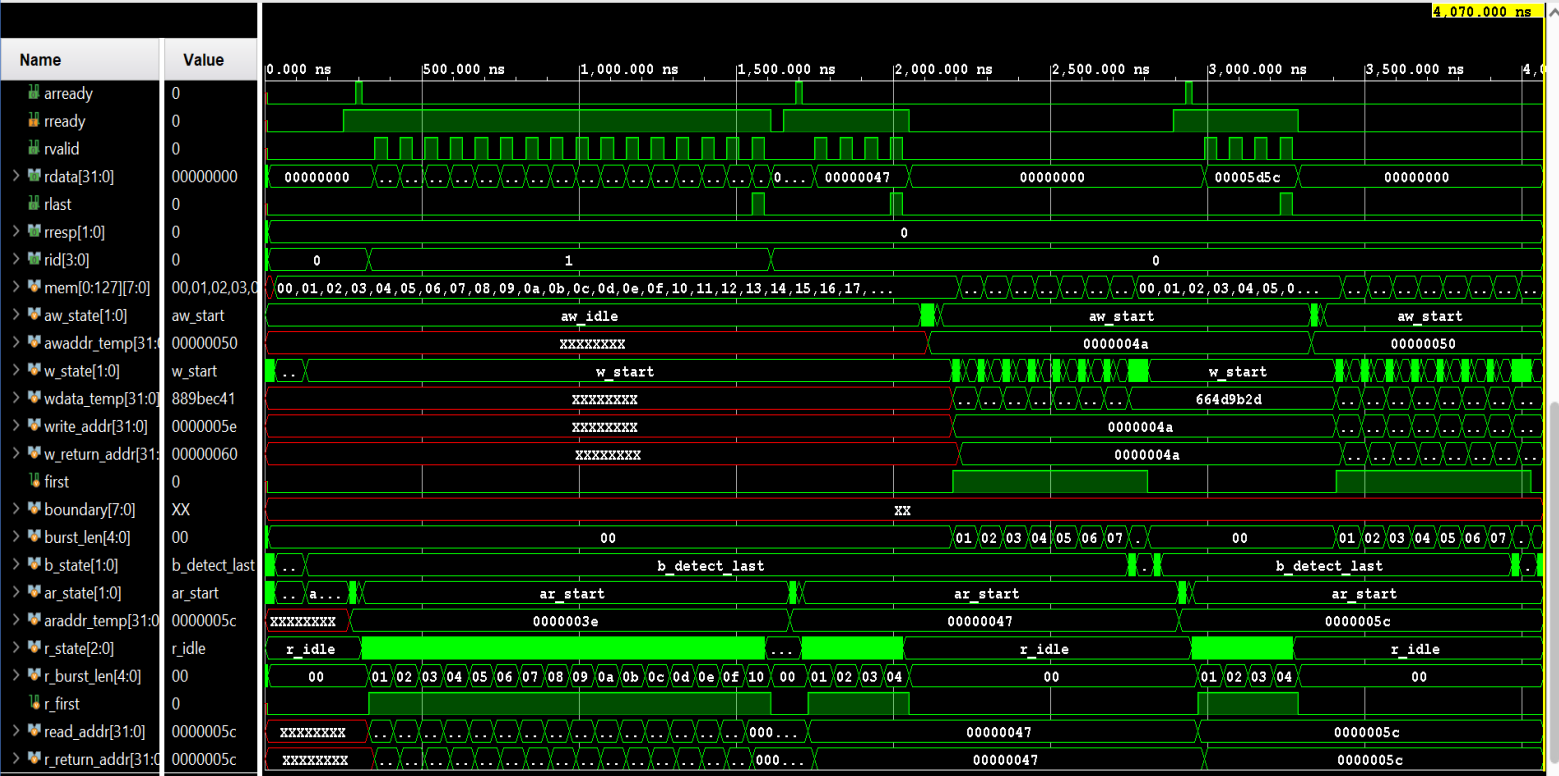 4,070.000 ns
Name Value
0.000 ns 500.000 ns 1,000.000 ns 1,500.000 ns 2,000.000 ns 2,500.000 ns 3,000.000 ns 3,500.000 ns 4,0
arready 0
rready 0
rvalid 0
rdata[31:0] 00000000 00000000 .. .. .. .. .. .. .. .. .. .. .. .. .. .. .. 0... 00000047 00000000 00005d5c 00000000
rlast 0
rresp[1:0] 0 0
rid[3:0] 0 0 1 0
mem[0:127][7:0] 00,01,02,03,0 00,01,02,03,04,05,06,07,08,09,0a,0b,0c,0d,0e,0f,10,11,12,13,14,15,16,17,... .. .. .. .. .. .. .. 00,01,02,03,04,05,0... .. .. .. .. .. .. .. ..
aw_state[1:0] aw_start aw_idle aw_start aw_start
awaddr_temp[31:0 00000050 XXXXXXXX 0000004a 00000050
w_state[1:0] w_start .. w_start w_start
wdata_temp[31:0] 889bec41 XXXXXXXX .. .. .. .. .. .. .. 664d9b2d .. .. .. .. .. .. .. ..
write_addr[31:0] 0000005e XXXXXXXX 0000004a .. .. .. .. .. .. .. ..
w_return_addr[31: 00000060 XXXXXXXX 0000004a .. .. .. .. .. .. .. ..
first 0
boundary[7:0] XX XX
burst_len[4:0] 00 00 01 02 03 04 05 06 07 . 00 01 02 03 04 05 06 07 .
b_state[1:0] b_detect_last .. b_detect_last . b_detect_last .
ar_state[1:0] ar_start .. a... ar_start ar_start ar_start
araddr_temp[31:0 0000005c XXXXXXXX 0000003e 00000047 0000005c
r_state[2:0] r_idle r_idle ... r_idle r_idle
r_burst_len[4:0] 00 00 01 02 03 04 05 06 07 08 09 0a 0b 0c 0d 0e 0f 10 00 01 02 03 04 00 01 02 03 04 00
r_first 0
read_addr[31:0] 0000005c XXXXXXXX .. .. .. .. .. .. .. .. .. .. .. .. .. .. .. 000... 00000047 0000005c
r_return_addr[31:0 0000005c XXXXXXXX .. .. .. .. .. .. .. .. .. .. .. .. .. .. .. 000... 00000047 0000005c